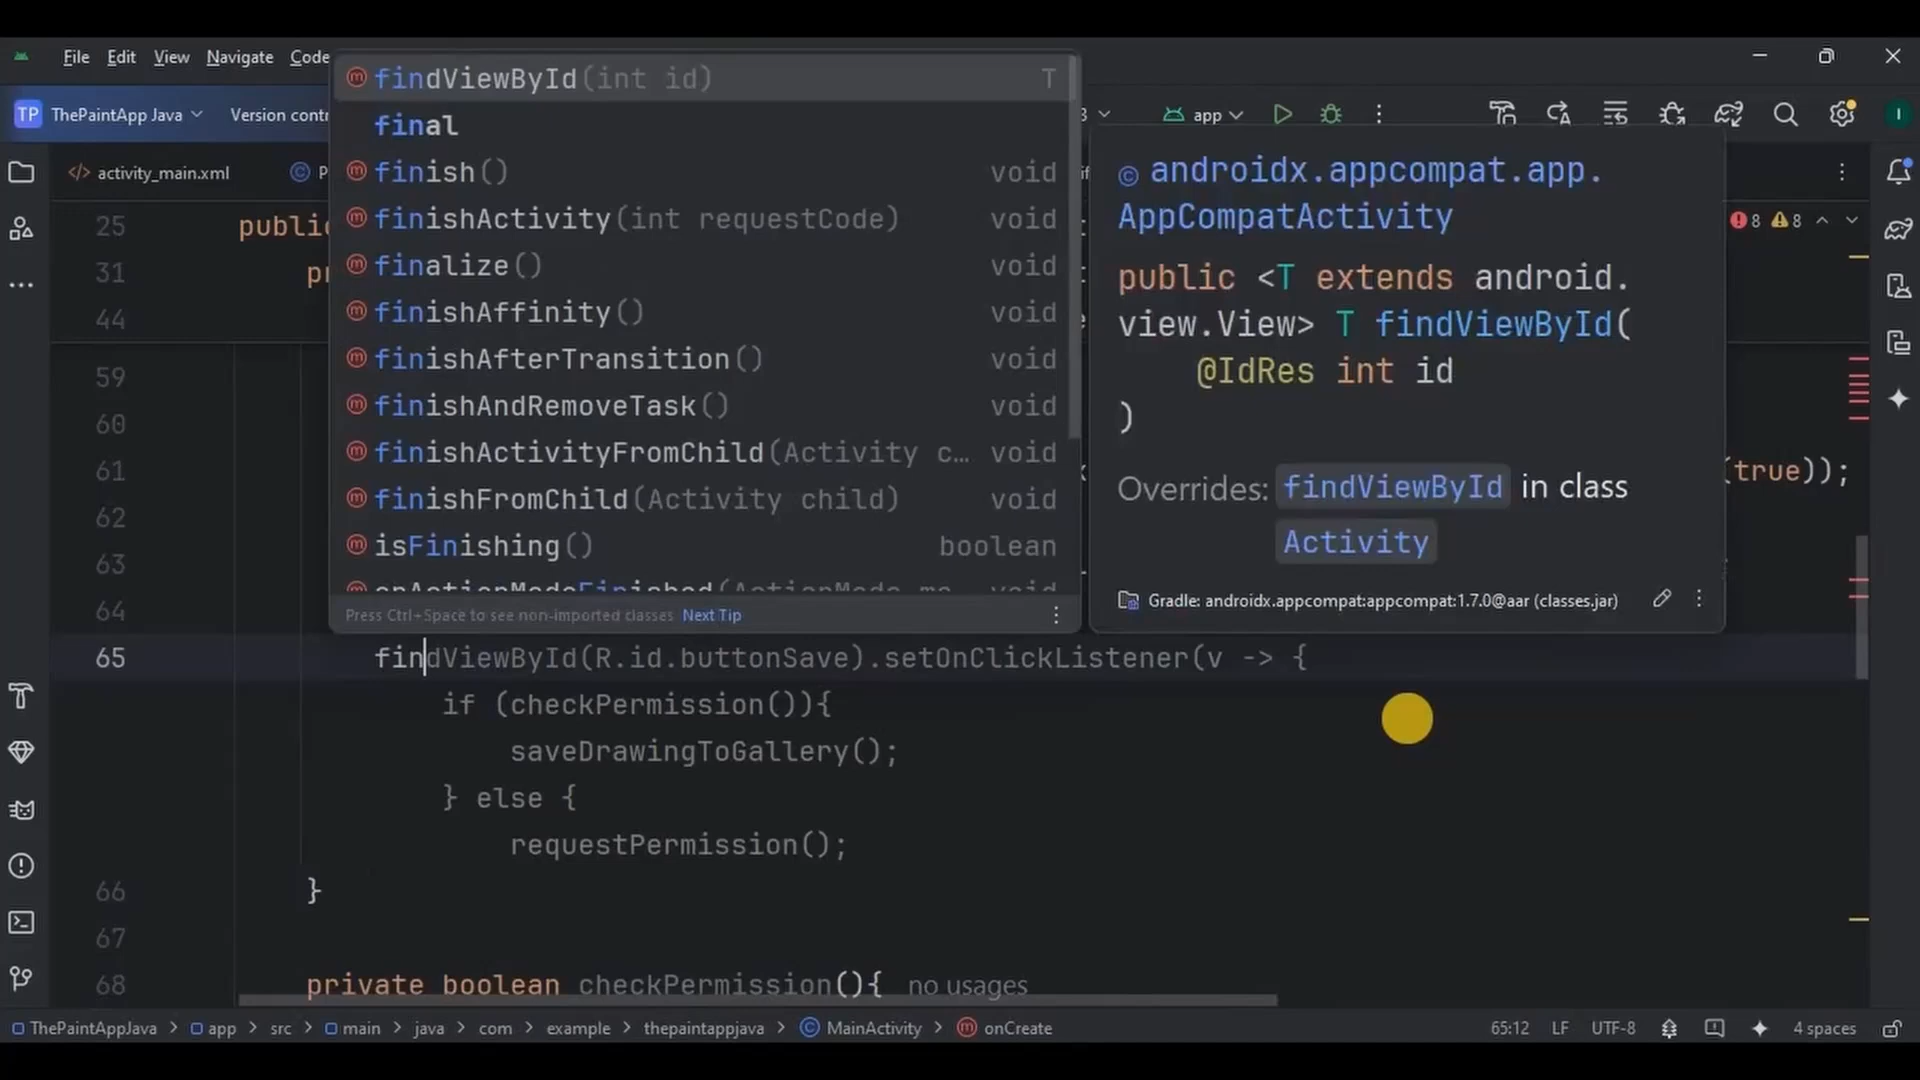 File Edit View Navigate Code
TP ThePaintApp Java Version contr
app
activity_main.xml
8 8
25 public
31 pr
44
59
60
61 (true));
62
63
64
findViewById(int id) T
final
finish() void
finishActivity(int requestCode) void
finalize() void
finishAffinity() void
finishAfterTransition() void
finishAndRemoveTask() void
finishActivityFromChild(Activity c… void
finishFromChild(Activity child) void
isFinishing() boolean
onActionModeFinished(ActionMode mo void
Press Ctrl+Space to see non-imported classes Next Tip
androidx.appcompat.app.
AppCompatActivity
public <T extends android.
view.View> T findViewById(
@IdRes int id
)
Overrides: findViewById in class
Activity
Gradle: androidx.appcompat:appcompat:1.7.0@aar (classes.jar)
65 findViewById(R.id.buttonSave).setOnClickListener(v -> {
if (checkPermission()){
saveDrawingToGallery();
} else {
requestPermission();
66 }
67
68 private boolean checkPermission(){ no usages
ThePaintAppJava > app > src > main > java > com > example > thepaintappjava > MainActivity > onCreate 65:12 LF UTF-8 4 spaces